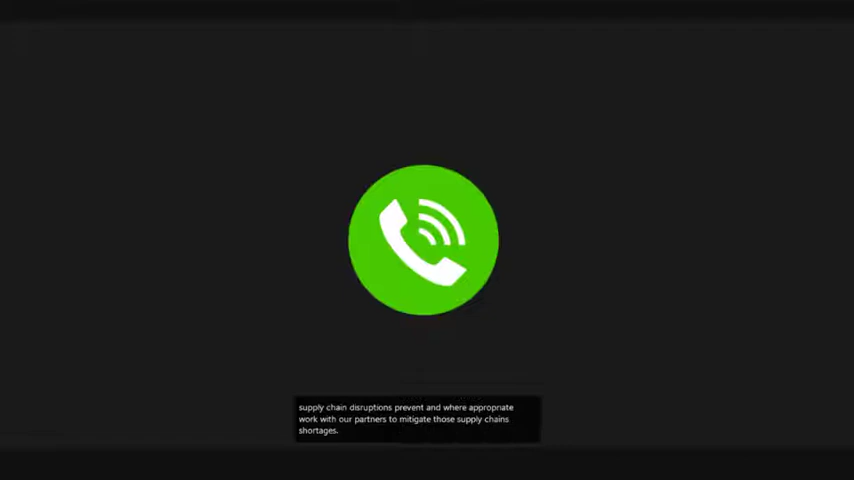 supply chain disruptions prevent and where appropriate
work with our partners to mitigate those supply chains
shortages.